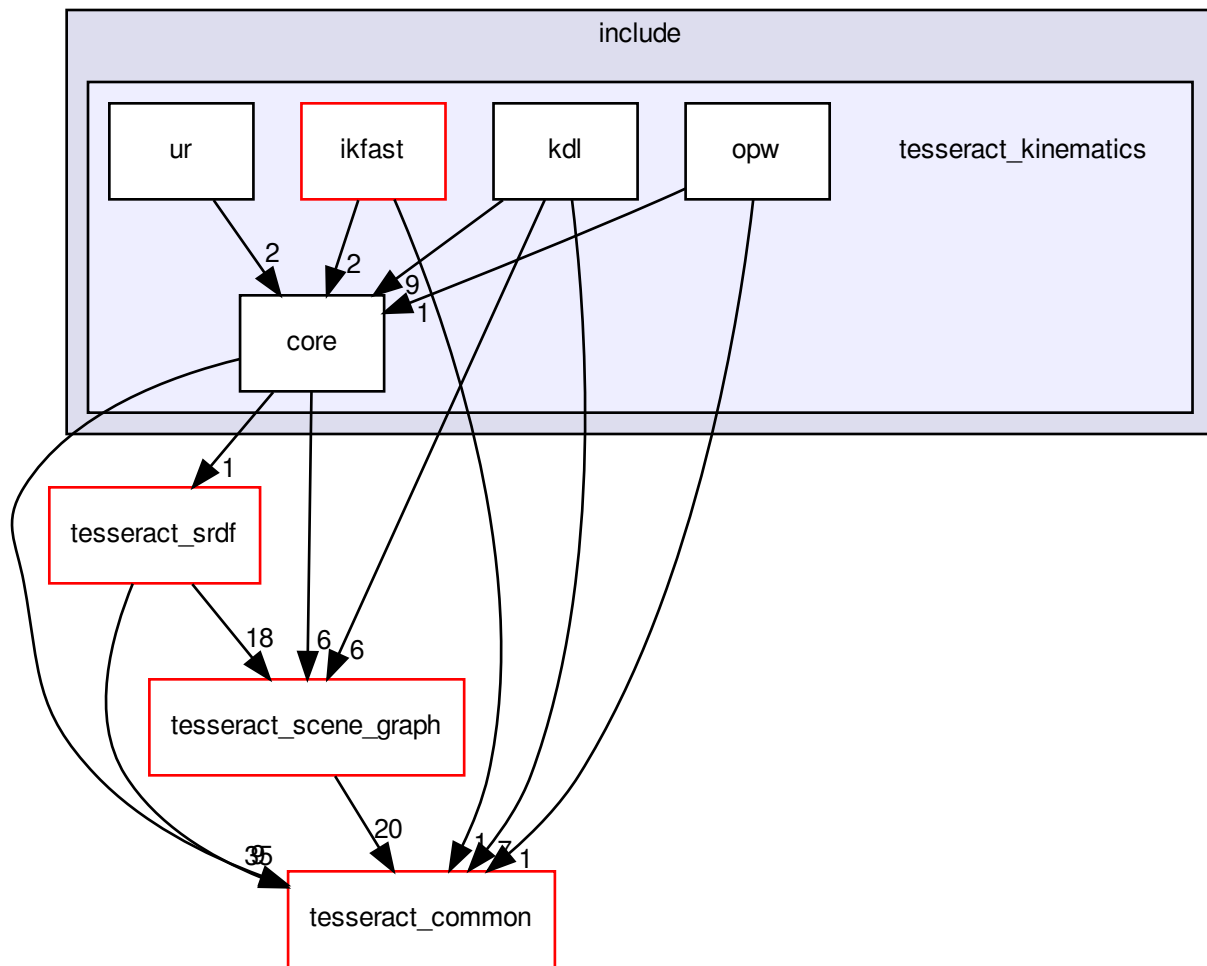 include
ur
ikfast
kdl
opw
tesseract_kinematics
2
2
9
1
core
1
tesseract_srdf
18
6
6
tesseract_scene_graph
20
1
7
1
tesseract_common